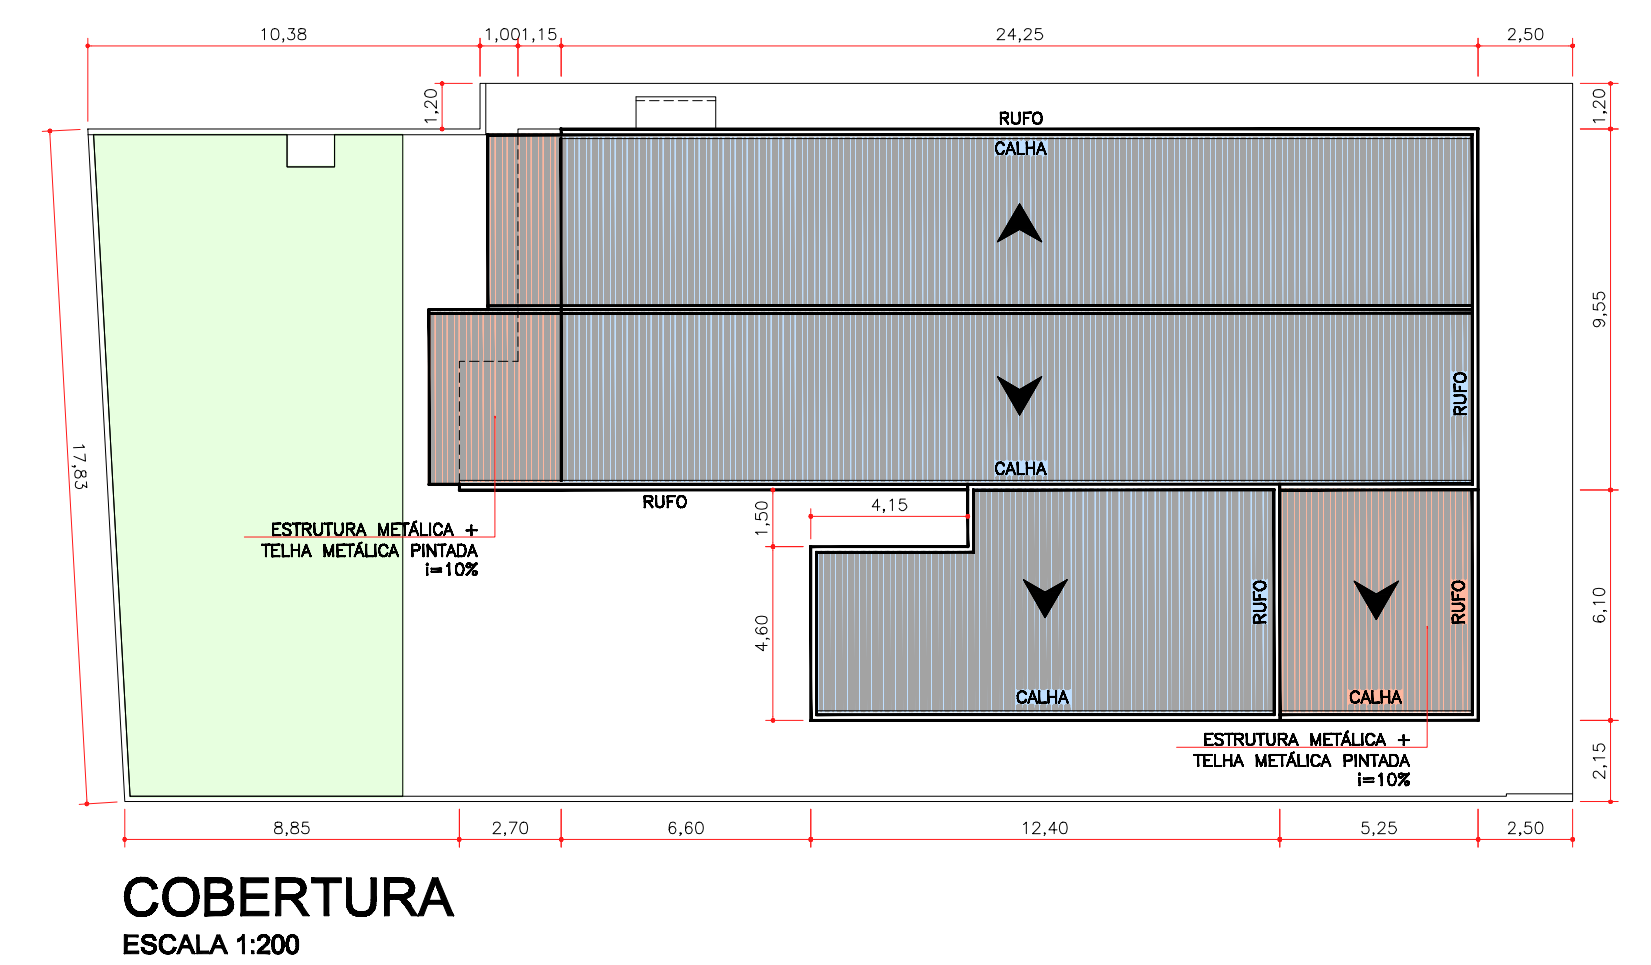 10,38
1,00
1,15
24,25
2,50
1,20
1,20
RUFO
CALHA
9,55
RUFO
17,83
CALHA
RUFO
4,15
1,50
ESTRUTURA METÁLICA +
TELHA METÁLICA PINTADA
i=10%
RUFO
RUFO
4,60
6,10
CALHA
CALHA
ESTRUTURA METÁLICA +
TELHA METÁLICA PINTADA
i=10%
2,15
8,85
2,70
6,60
12,40
5,25
2,50
COBERTURA
ESCALA 1:200